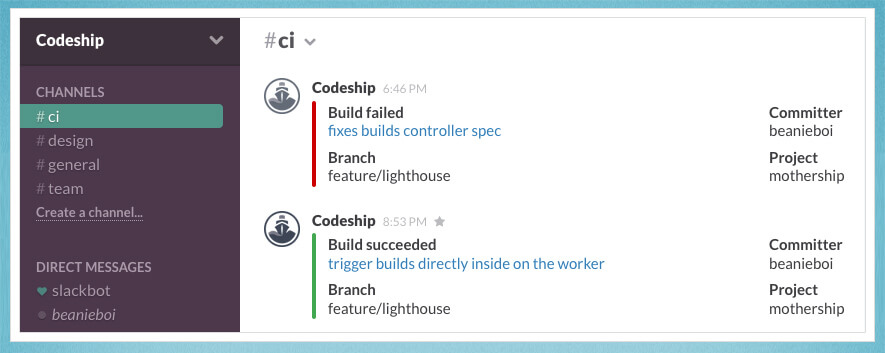 Codeship
CHANNELS
# ci
# design
# general
# team
Create a channel...
DIRECT MESSAGES
slackbot
beanieboi
#ci
Codeship 6:46 PM
Build failed
fixes builds controller spec
Committer
beanieboi
Branch
feature/lighthouse
Project
mothership
Codeship 8:53 PM
Build succeeded
trigger builds directly inside on the worker
Committer
beanieboi
Branch
feature/lighthouse
Project
mothership